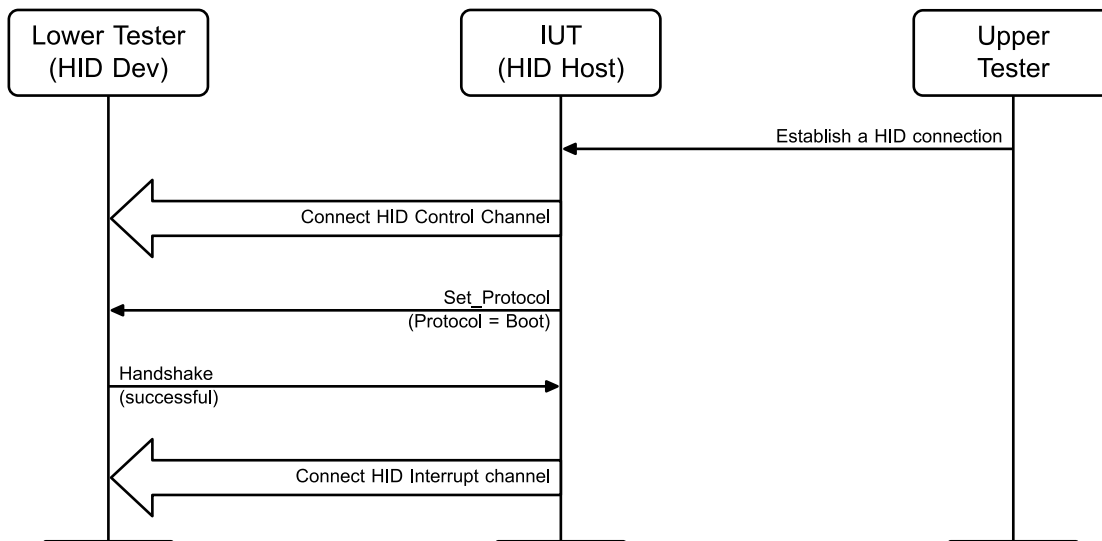 Lower Tester
(HID Dev)
IUT
(HID Host)
Upper
Tester
Establish a HID connection
Connect HID Control Channel
Set_Protocol
(Protocol = Boot)
Handshake
(successful)
Connect HID Interrupt channel